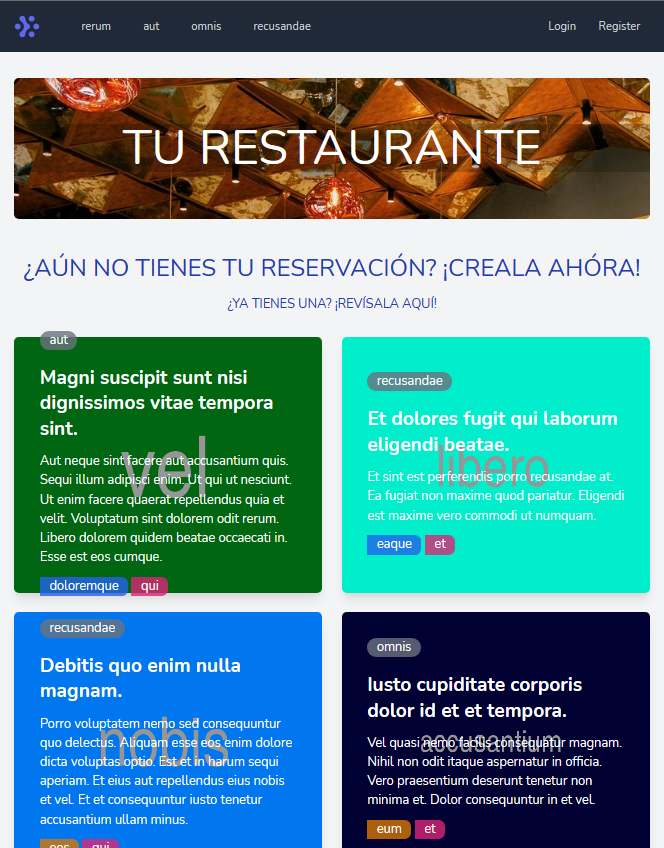 rerum aut omnis recusandae Login Register
TU RESTAURANTE
¿AÚN NO TIENES TU RESERVACIÓN? ¡CREALA AHÓRA!
¿YA TIENES UNA? ¡REVÍSALA AQUÍ!
aut
Magni suscipit sunt nisi
dignissimos vitae tempora
sint.
vel
Aut neque sint facere aut accusantium quis.
Sequi illum adipisci enim. Ut qui ut nesciunt.
Ut enim facere quaerat repellendus quia et
velit. Voluptatum sint dolorem odit rerum.
Libero dolorem quidem beatae occaecati in.
Esse est eos cumque.
doloremque qui
recusandae
Et dolores fugit qui laborum
eligendi beatae.
libero
Et sint est perferendis porro recusandae at.
Ea fugiat non maxime quod pariatur. Eligendi
est maxime vero commodi ut numquam.
eaque et
recusandae
Debitis quo enim nulla
magnam.
nobis
Porro voluptatem nemo sed consequuntur
quo delectus. Aliquam esse eos enim dolore
dicta voluptas optio. Est et in harum sequi
aperiam. Et eius aut repellendus eius nobis
et vel. Et et consequuntur iusto tenetur
accusantium ullam minus.
eos qui
omnis
Iusto cupiditate corporis
dolor id et et tempora.
accusantium
Vel quasi nemo facilis consequatur magnam.
Nihil non odit itaque aspernatur in officia.
Vero praesentium deserunt tenetur non
minima et. Dolor consequuntur in et vel.
eum et